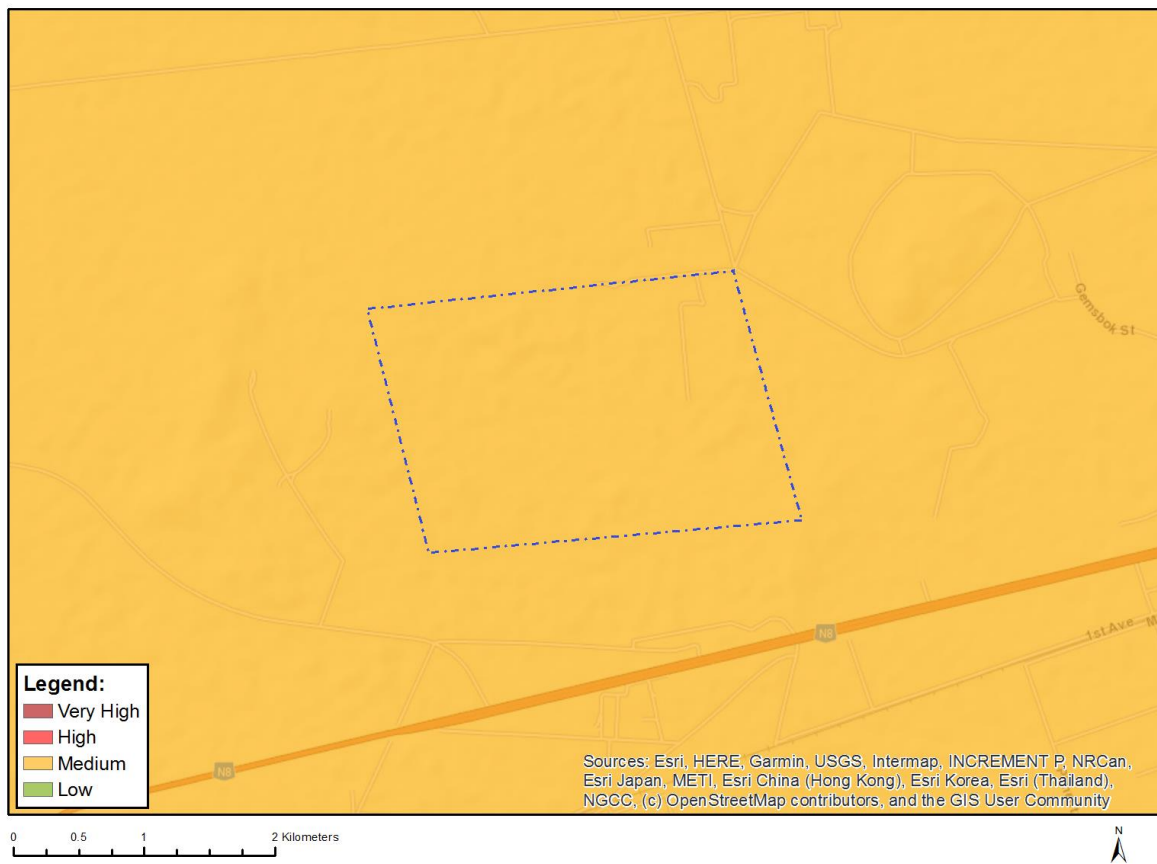 Gemsbok St
N8
1st Ave
N8
Legend:
Very High
High
Medium
Low
Sources: Esri, HERE, Garmin, USGS, Intermap, INCREMENT P, NRCan,
Esri Japan, METI, Esri China (Hong Kong), Esri Korea, Esri (Thailand),
NGCC, (c) OpenStreetMap contributors, and the GIS User Community
0 0.5 1 2 Kilometers
N